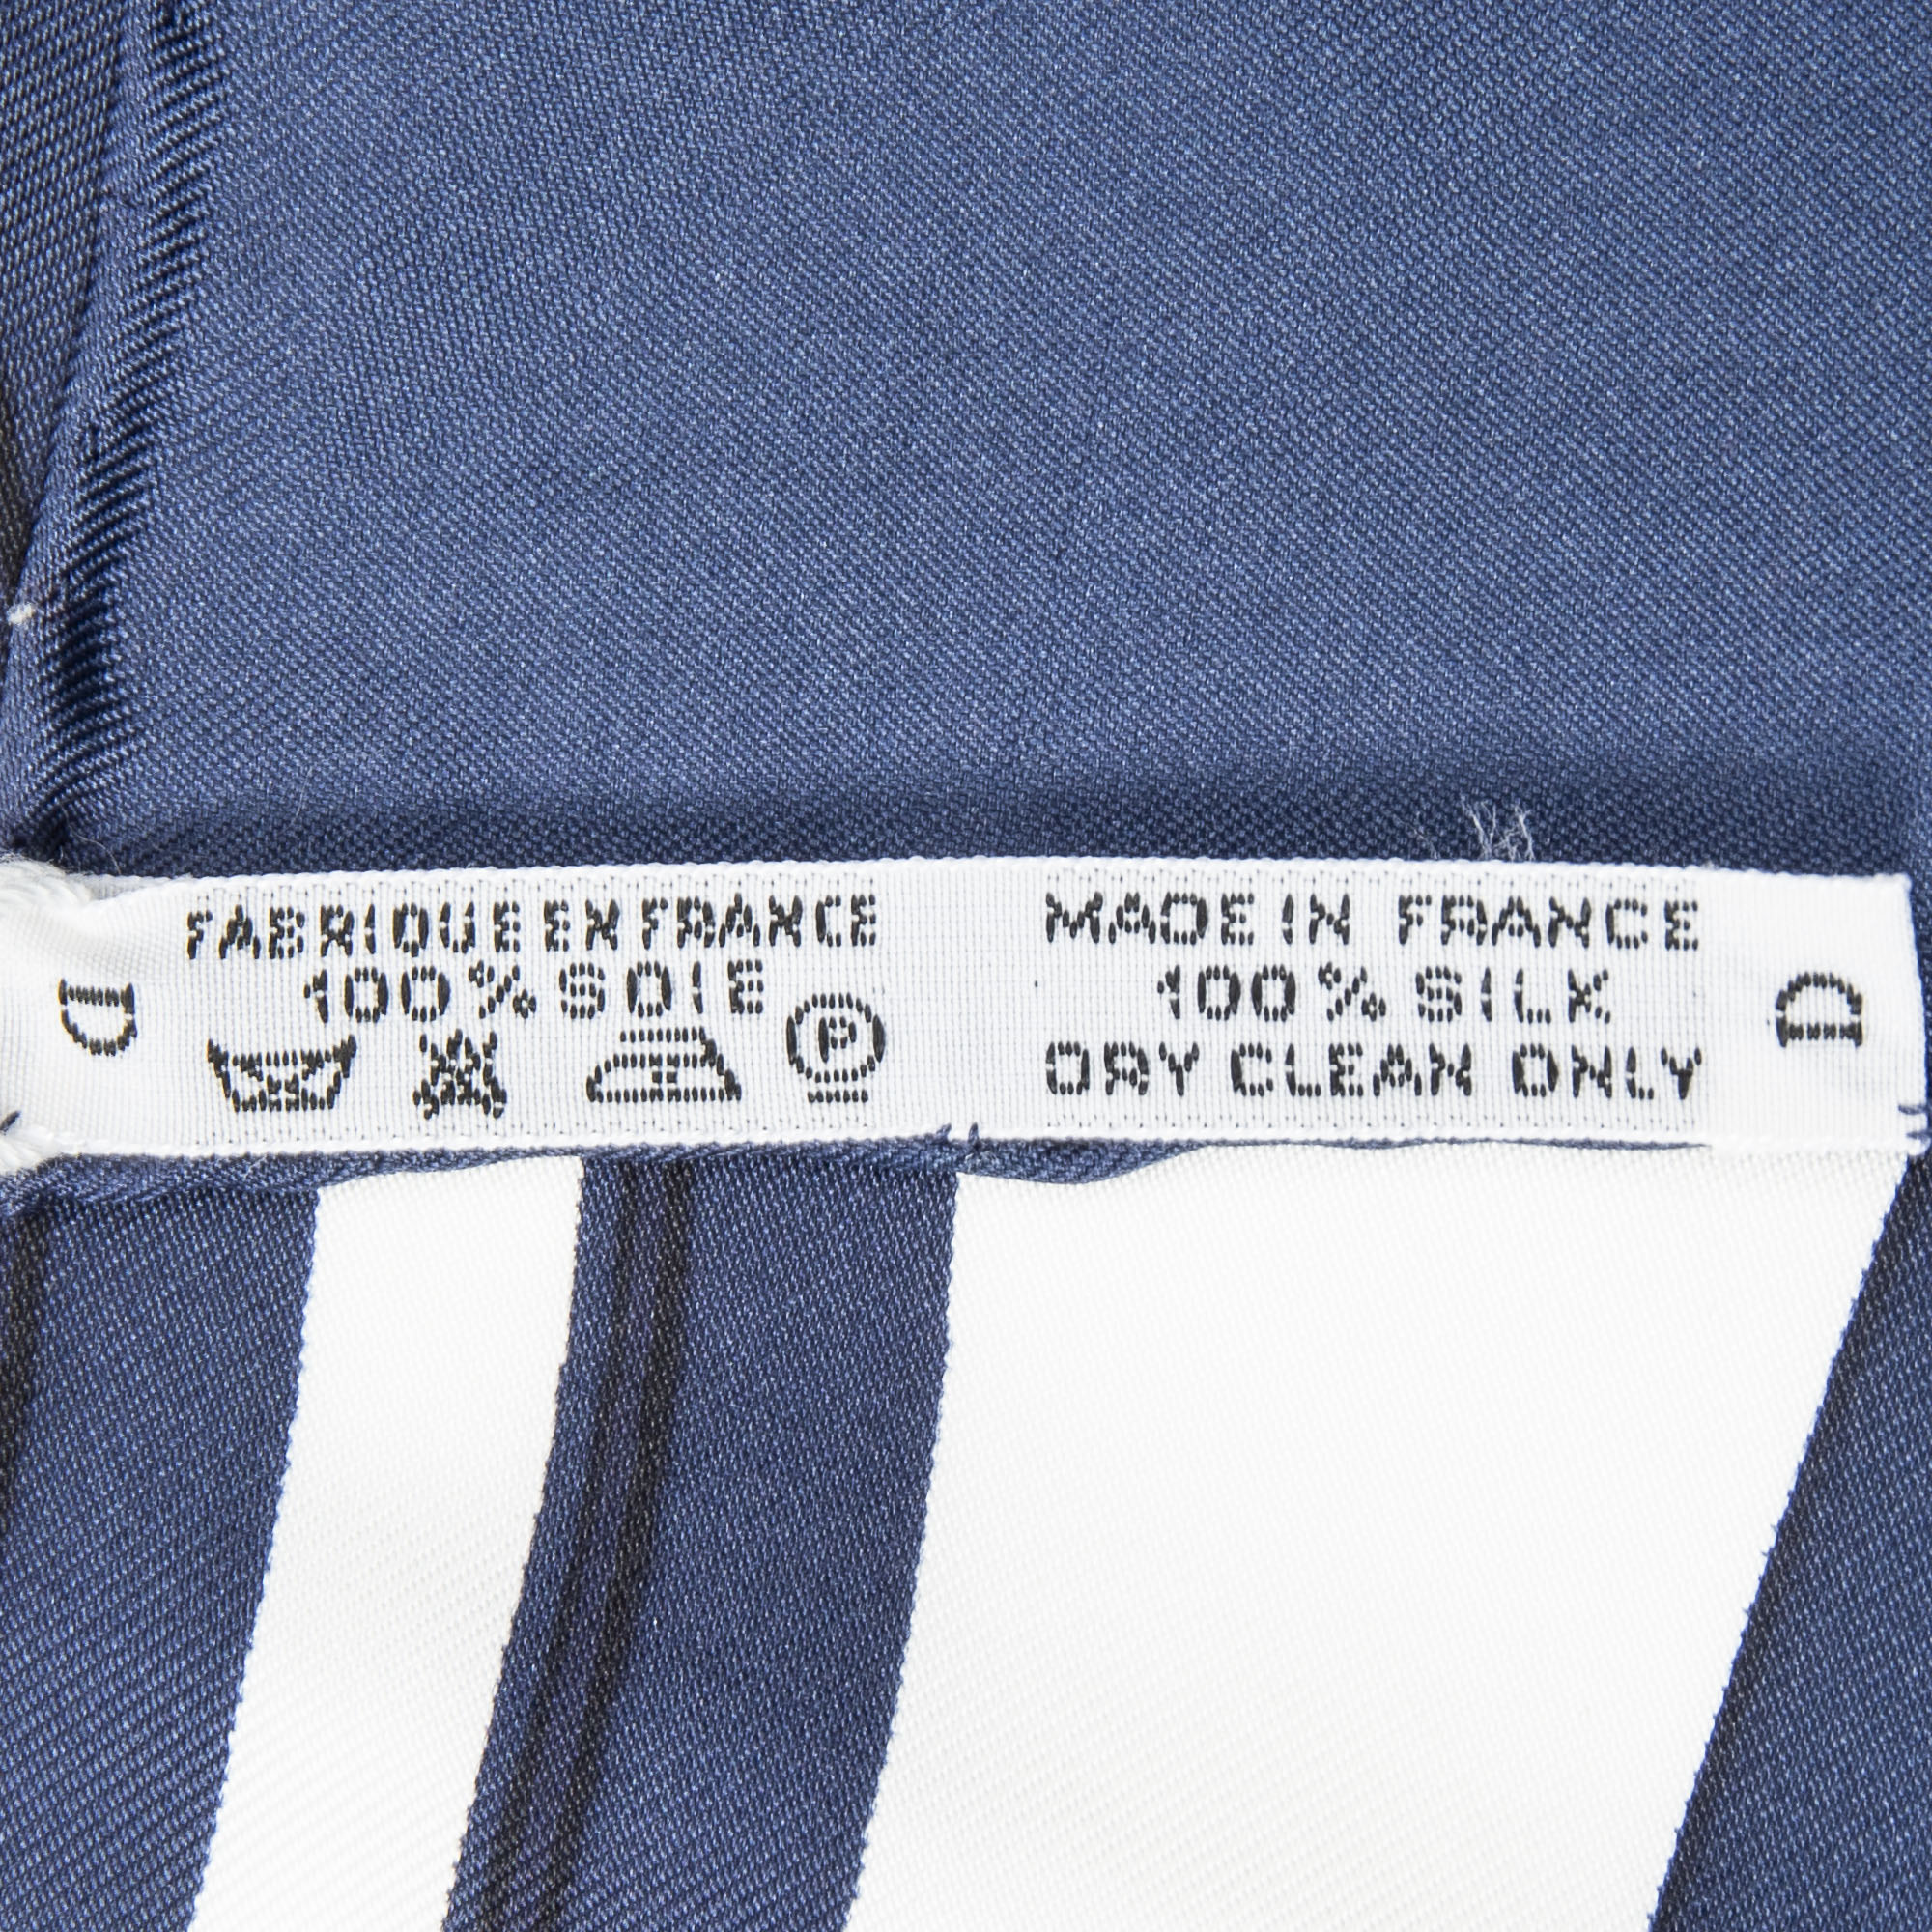 D
FABRIQUE EN FRANCE
100% SOIE
P
MADE IN FRANCE
100% SILK
DRY CLEAN ONLY
D